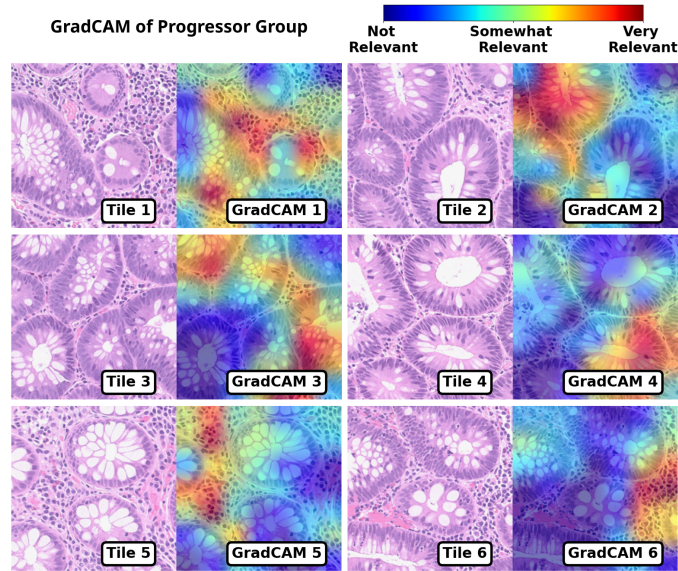 GradCAM of Progressor Group
Not Relevant
Somewhat Relevant
Very Relevant
Tile 1
GradCAM 1
Tile 2
GradCAM 2
Tile 3
GradCAM 3
Tile 4
GradCAM 4
Tile 5
GradCAM 5
Tile 6
GradCAM 6